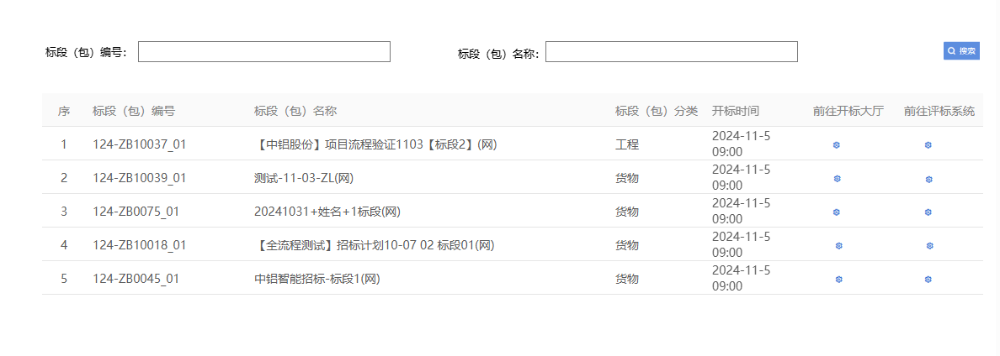 标段（包）编号： 标段（包）名称： 搜索
序 标段（包）编号 标段（包）名称 标段（包）分类 开标时间 前往开标大厅 前往评标系统
1 124-ZB10037_01 【中铝股份】项目流程验证1103【标段2】(网) 工程 2024-11-5
09:00
2 124-ZB10039_01 测试-11-03-ZL(网) 货物 2024-11-5
09:00
3 124-ZB0075_01 20241031+姓名+1标段(网) 货物 2024-11-5
09:00
4 124-ZB10018_01 【全流程测试】招标计划10-07 02 标段01(网) 货物 2024-11-5
09:00
5 124-ZB0045_01 中铝智能招标-标段1(网) 货物 2024-11-5
09:00